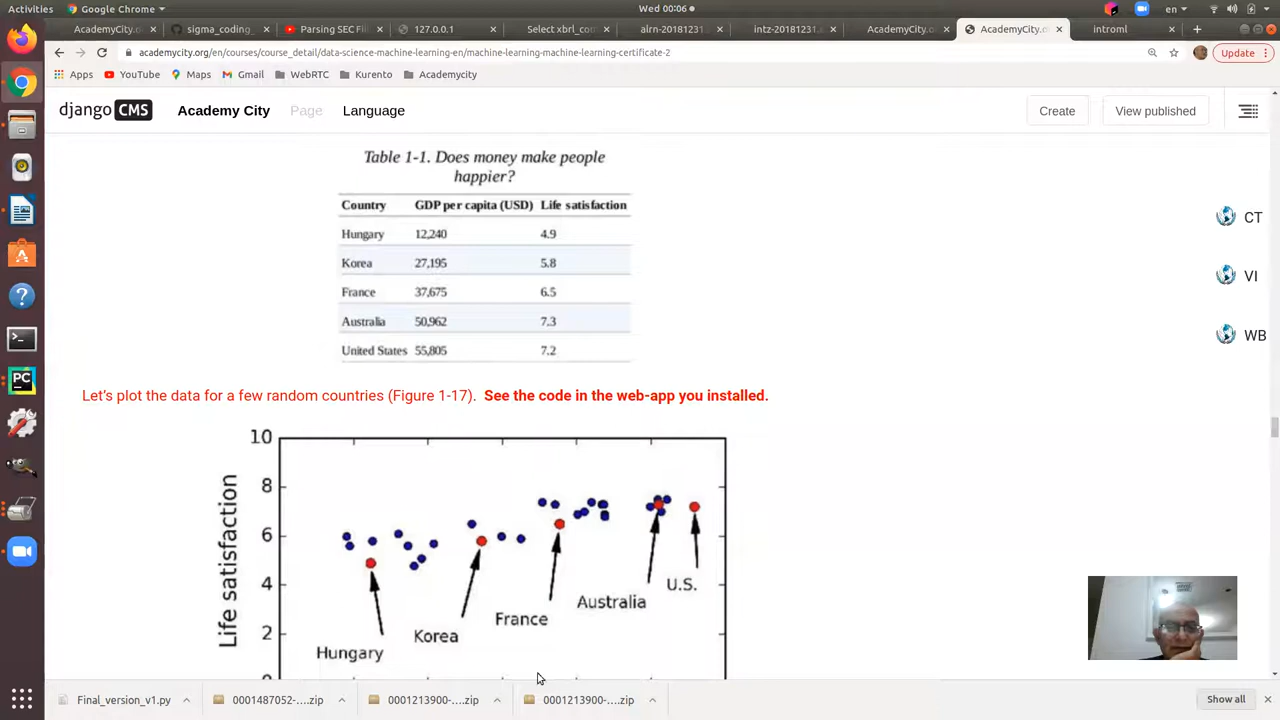 Activities
Google Chrome
Wed 00:06
en
AcademyCity.
sigma_coding_
Parsing SEC Fil
127.0.0.1
Select xbrl_con
alrn-20181231.
intz-20181231.x
AcademyCity.or
AcademyCity.or
introml
academycity.org/en/courses/course_detail/data-science-machine-learning-en/machine-learning-machine-learning-certificate-2
Update
Apps
YouTube
Maps
Gmail
WebRTC
Kurento
Academycity
django CMS
Academy City
Page
Language
Create
View published
Table 1-1. Does money make people
happier?
Country GDP per capita (USD) Life satisfaction
Hungary 12,240 4.9
Korea 27,195 5.8
France 37,675 6.5
Australia 50,962 7.3
United States 55,805 7.2
CT
VI
WB
Let's plot the data for a few random countries (Figure 1-17). See the code in the web-app you installed.
10
8
6
4
2
Life satisfaction
Hungary
Korea
France
Australia
U.S.
Final_version_v1.py
0001487052-....zip
0001213900-....zip
0001213900-....zip
Show all